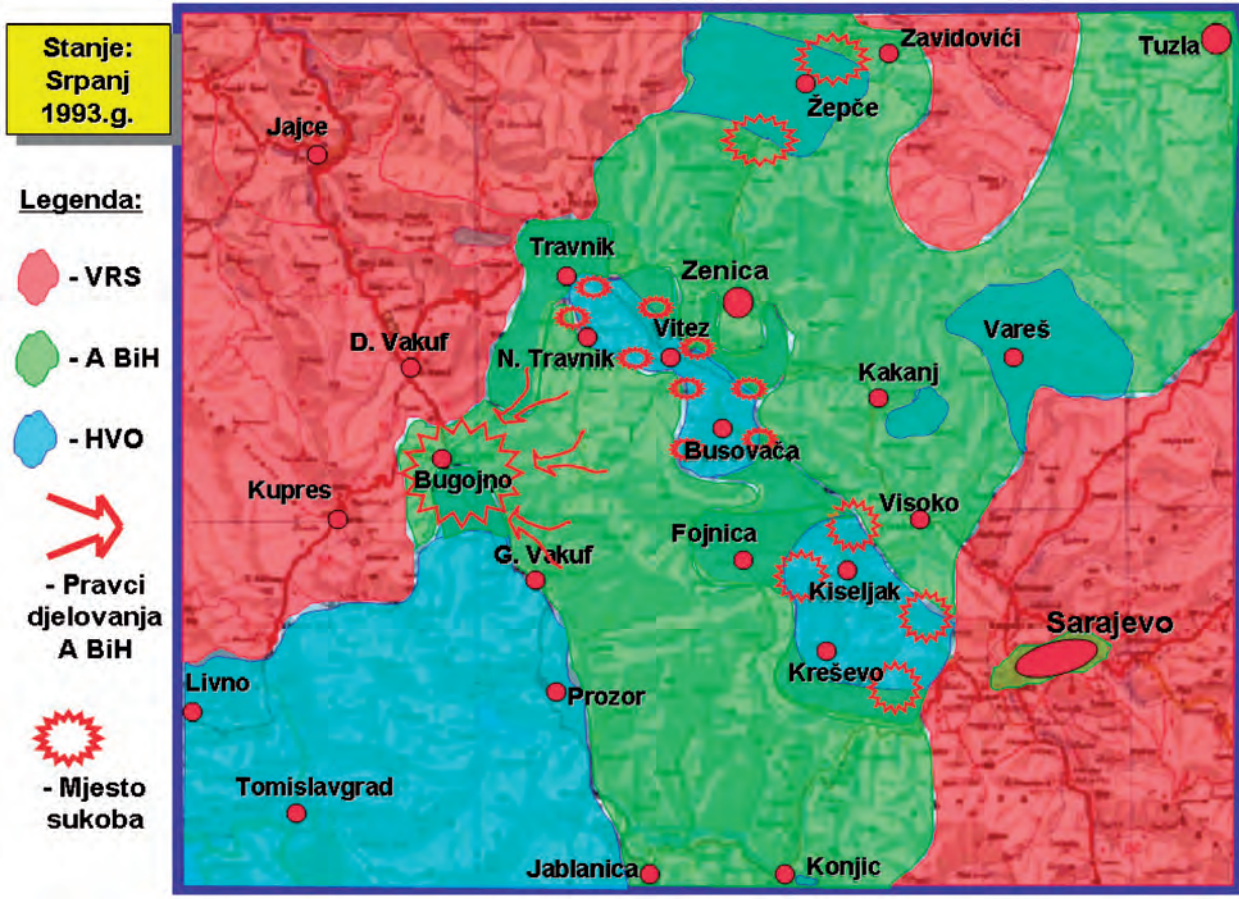 Stanje:
Srpanj
1993.g.
Legenda:
- VRS
- A BiH
- HVO
- Pravci
djelovanja
A BiH
- Mjesto
sukoba
Zavidovići
Tuzla
Žepče
Jajce
Travnik
Zenica
Vitez
Vareš
D. Vakuf
N. Travnik
Kakanj
Busovača
Bugojno
Kupres
Visoko
Fojnica
G. Vakuf
Kiseljak
Sarajevo
Kreševo
Livno
Prozor
Tomislavgrad
Jablanica
Konjic